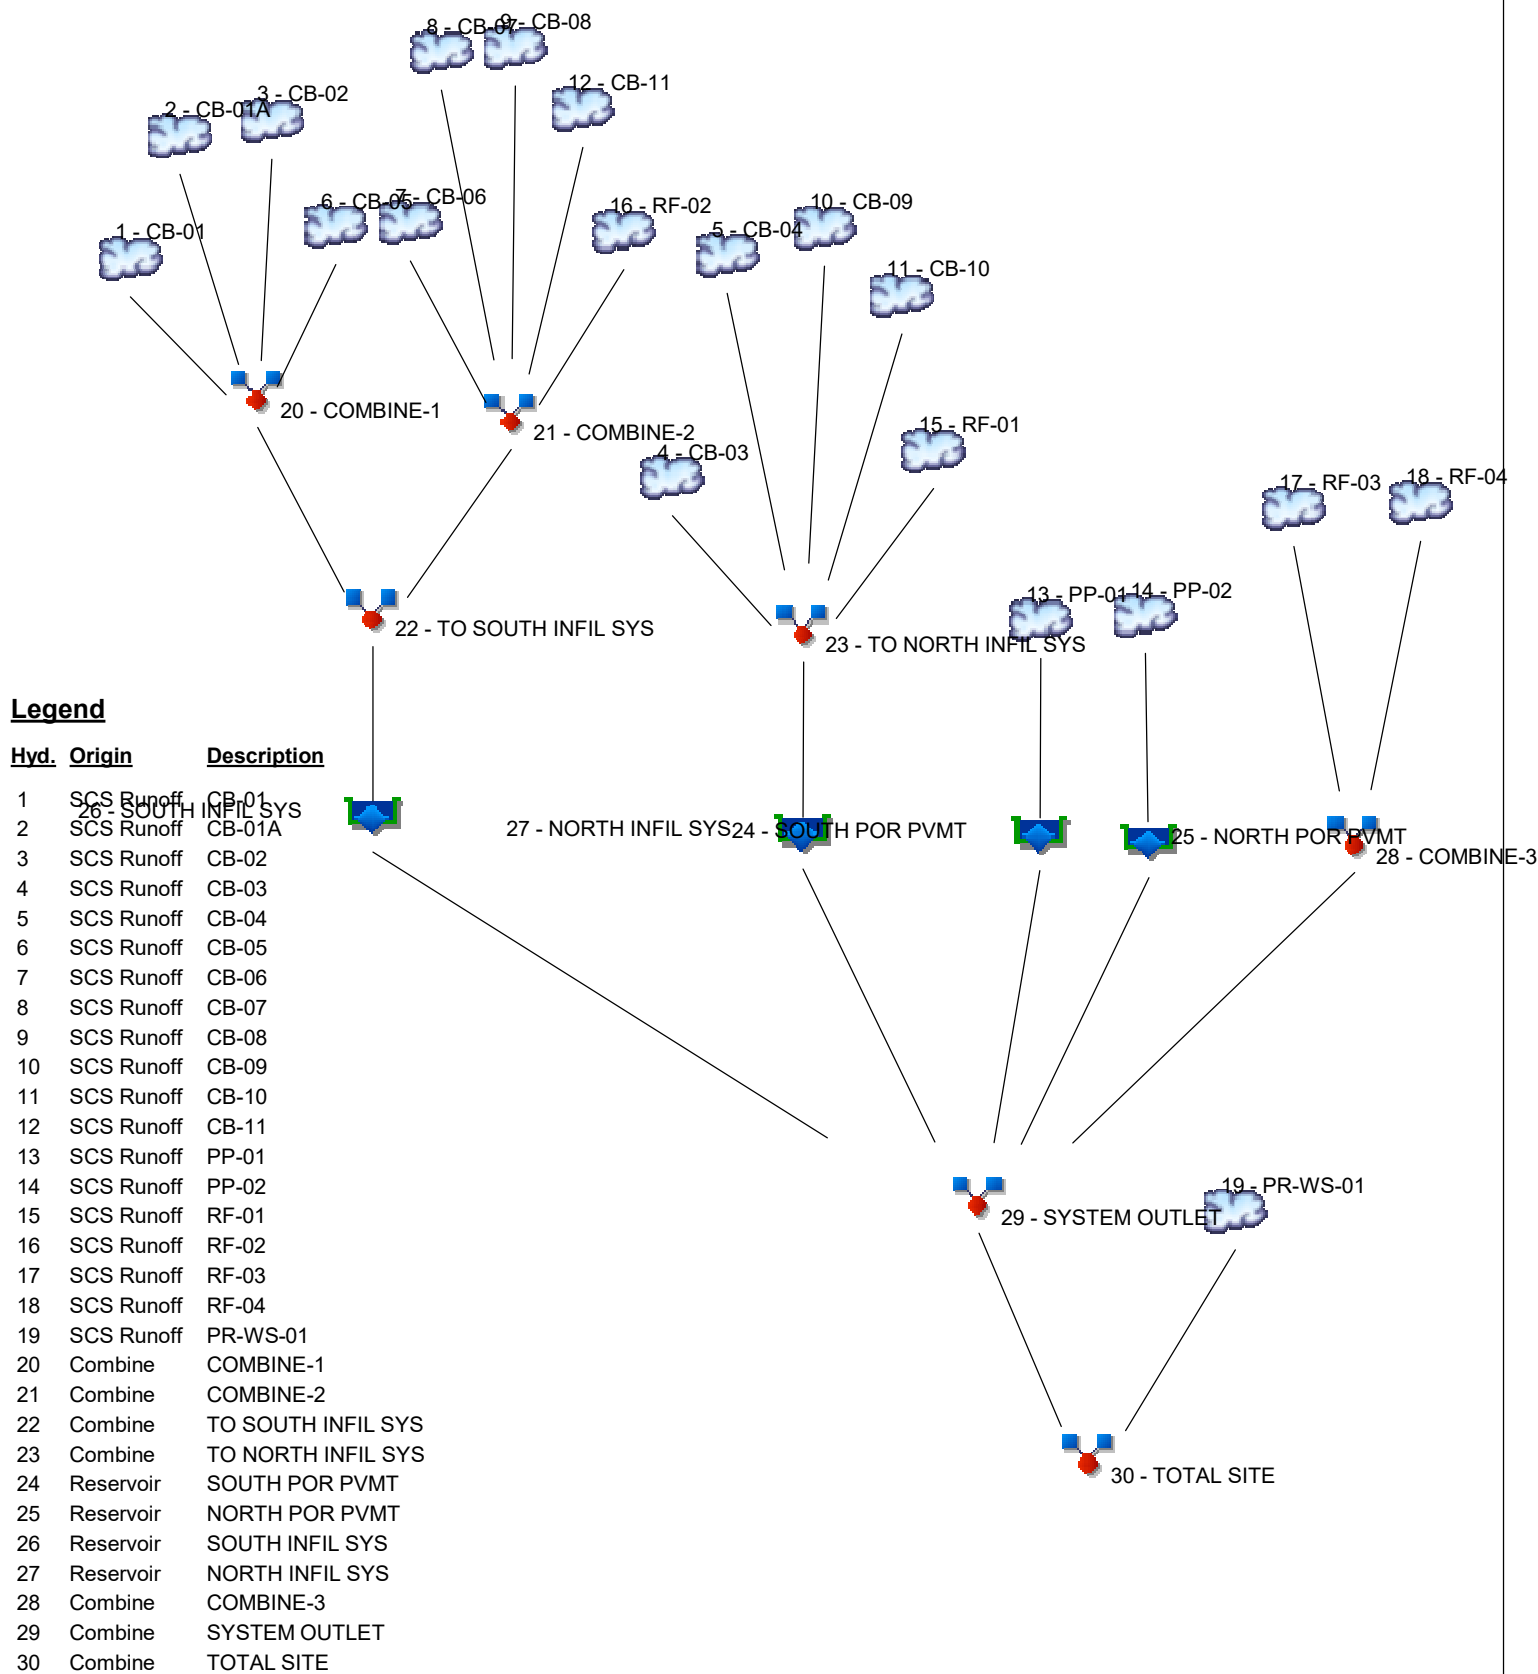 8 - CB-07
9 - CB-08
12 - CB-11
3 - CB-02
2 - CB-01A
6 - CB-05
7 - CB-06
16 - RF-02
10 - CB-09
1 - CB-01
5 - CB-04
11 - CB-10
20 - COMBINE-1
21 - COMBINE-2
15 - RF-01
4 - CB-03
17 - RF-03
18 - RF-04
13 - PP-01
14 - PP-02
22 - TO SOUTH INFIL SYS
23 - TO NORTH INFIL SYS
26 - SOUTH INFIL SYS
27 - NORTH INFIL SYS
24 - SOUTH POR PVMT
25 - NORTH POR PVMT
28 - COMBINE-3
19 - PR-WS-01
29 - SYSTEM OUTLET
30 - TOTAL SITE
Legend
Hyd. Origin Description
1 SCS Runoff CB-01
2 SCS Runoff CB-01A
3 SCS Runoff CB-02
4 SCS Runoff CB-03
5 SCS Runoff CB-04
6 SCS Runoff CB-05
7 SCS Runoff CB-06
8 SCS Runoff CB-07
9 SCS Runoff CB-08
10 SCS Runoff CB-09
11 SCS Runoff CB-10
12 SCS Runoff CB-11
13 SCS Runoff PP-01
14 SCS Runoff PP-02
15 SCS Runoff RF-01
16 SCS Runoff RF-02
17 SCS Runoff RF-03
18 SCS Runoff RF-04
19 SCS Runoff PR-WS-01
20 Combine COMBINE-1
21 Combine COMBINE-2
22 Combine TO SOUTH INFIL SYS
23 Combine TO NORTH INFIL SYS
24 Reservoir SOUTH POR PVMT
25 Reservoir NORTH POR PVMT
26 Reservoir SOUTH INFIL SYS
27 Reservoir NORTH INFIL SYS
28 Combine COMBINE-3
29 Combine SYSTEM OUTLET
30 Combine TOTAL SITE